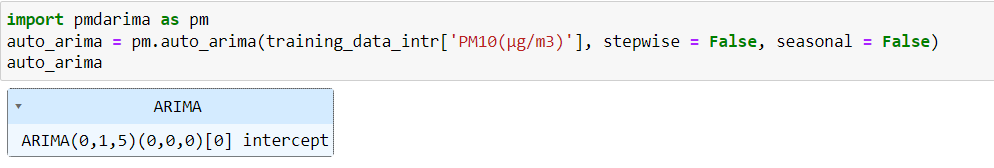 import pmdarima as pm
auto_arima = pm.auto_arima(training_data_intr['PM10(µg/m3)'], stepwise = False, seasonal = False)
auto_arima
ARIMA
ARIMA(0,1,5)(0,0,0)[0] intercept